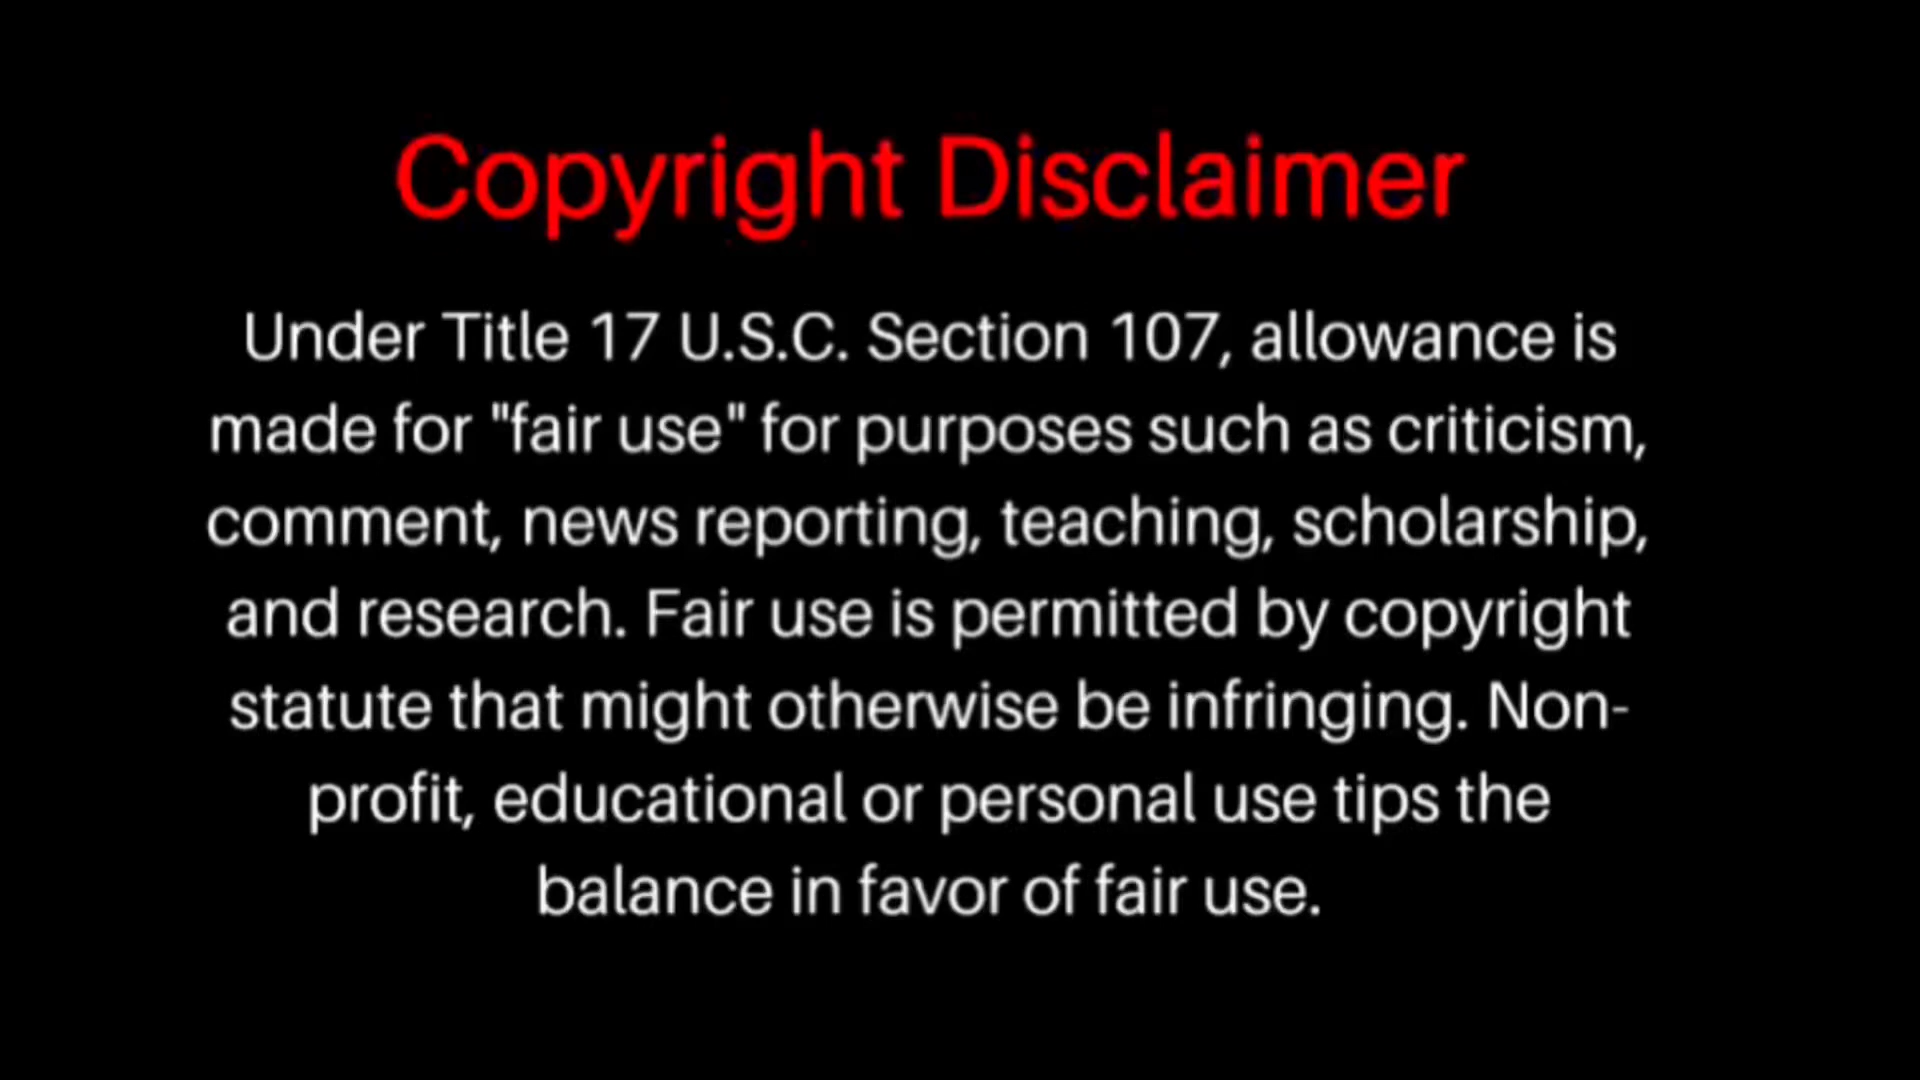 Copyright Disclaimer
Under Title 17 U.S.C. Section 107, allowance is
made for "fair use" for purposes such as criticism,
comment, news reporting, teaching, scholarship,
and research. Fair use is permitted by copyright
statute that might otherwise be infringing. Non-
profit, educational or personal use tips the
balance in favor of fair use.